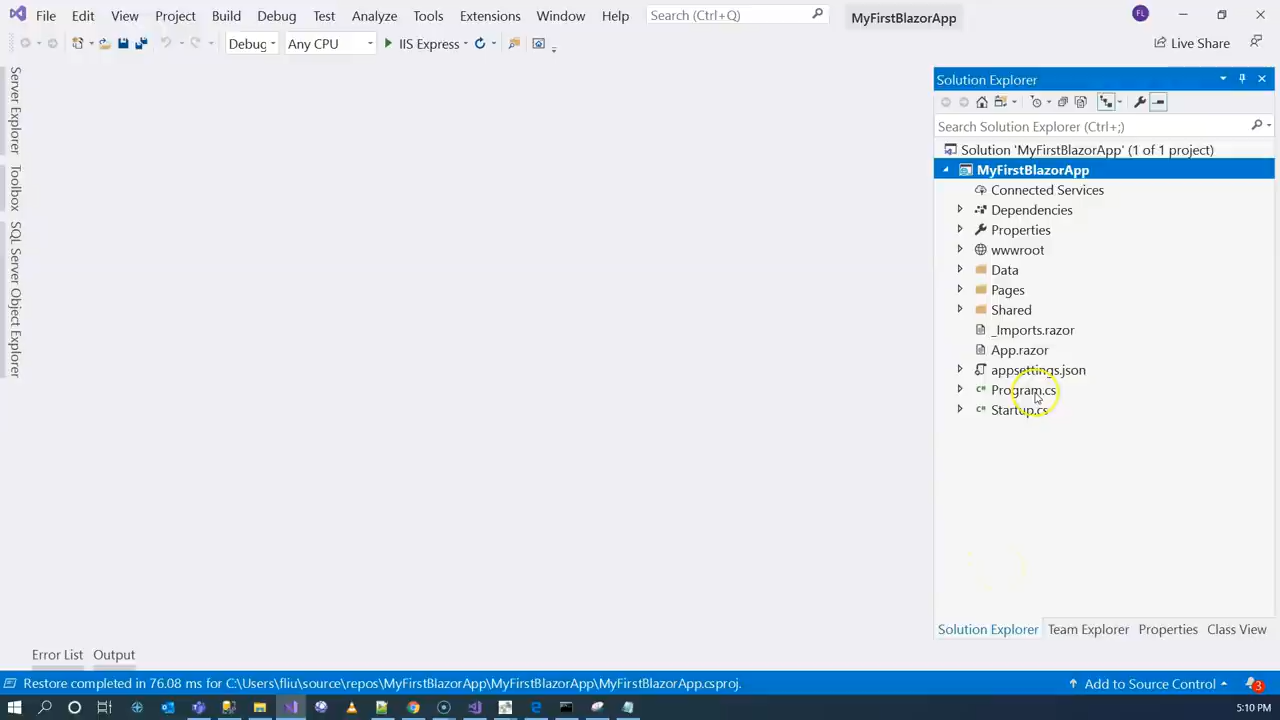 File Edit View Project Build Debug Test Analyze Tools Extensions Window Help Search (Ctrl+Q) MyFirstBlazorApp FL
Debug Any CPU IIS Express Live Share
Server Explorer
Toolbox
SQL Server Object Explorer
Solution Explorer
Search Solution Explorer (Ctrl+;)
Solution 'MyFirstBlazorApp' (1 of 1 project)
MyFirstBlazorApp
Connected Services
Dependencies
Properties
wwwroot
Data
Pages
Shared
_Imports.razor
App.razor
appsettings.json
C# Program.cs
C# Startup.cs
Solution Explorer Team Explorer Properties Class View
Error List Output
Restore completed in 76.08 ms for C:\Users\fliu\source\repos\MyFirstBlazorApp\MyFirstBlazorApp\MyFirstBlazorApp.csproj. Add to Source Control 3
5:10 PM